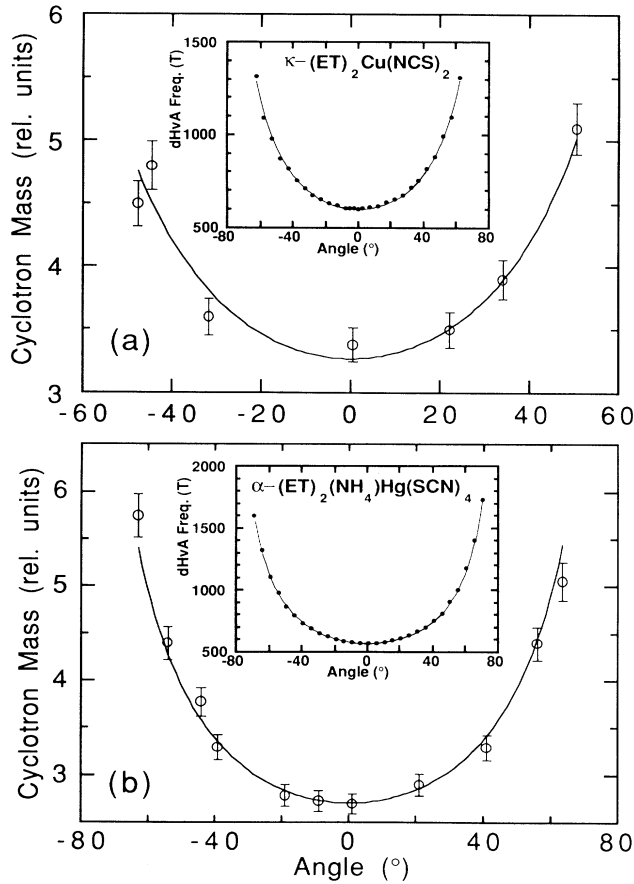 6
5
4
3
Cyclotron Mass (rel. units)
(a)
-60 -40 -20 0 20 40 60
1500
1000
500
dHvA Freq. (T)
κ-(ET)2Cu(NCS)2
-80 -40 0 40 80
Angle (°)
6
5
4
3
Cyclotron Mass (rel. units)
(b)
2000
1500
1000
500
dHvA Freq. (T)
α-(ET)2(NH4)Hg(SCN)4
-80 -40 0 40 80
Angle (°)
-80 -40 0 40 80
Angle (°)